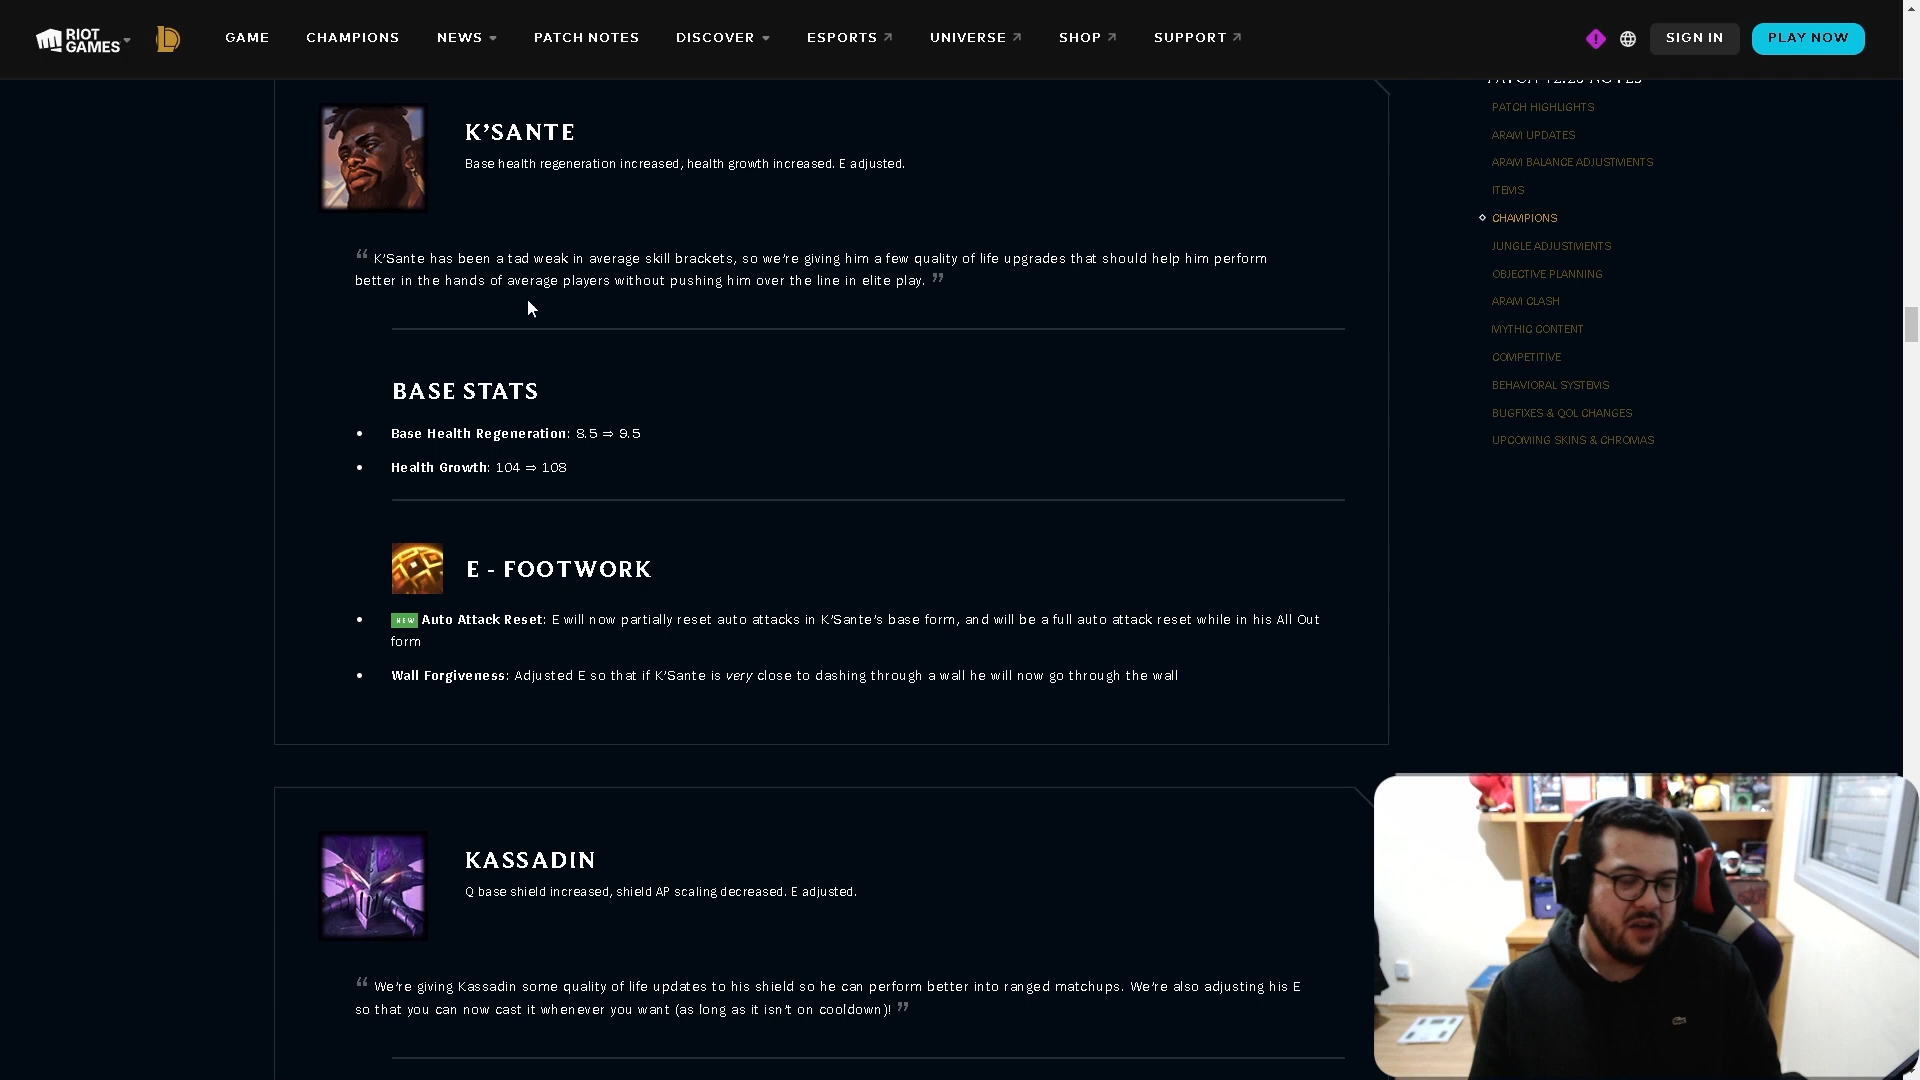 RIOT GAMES
GAME
CHAMPIONS
NEWS
PATCH NOTES
DISCOVER
ESPORTS
UNIVERSE
SHOP
SUPPORT
SIGN IN
PLAY NOW
K'SANTE
Base health regeneration increased, health growth increased. E adjusted.
“ K'Sante has been a tad weak in average skill brackets, so we're giving him a few quality of life upgrades that should help him perform
better in the hands of average players without pushing him over the line in elite play. ”
BASE STATS
• Base Health Regeneration: 8.5 ⇒ 9.5
• Health Growth: 104 ⇒ 108
E - FOOTWORK
• NEW Auto Attack Reset: E will now partially reset auto attacks in K'Sante's base form, and will be a full auto attack reset while in his All Out
form
• Wall Forgiveness: Adjusted E so that if K'Sante is very close to dashing through a wall he will now go through the wall
KASSADIN
Q base shield increased, shield AP scaling decreased. E adjusted.
“ We're giving Kassadin some quality of life updates to his shield so he can perform better into ranged matchups. We're also adjusting his E
so that you can now cast it whenever you want (as long as it isn't on cooldown)! ”
PATCH 12.23 NOTES
PATCH HIGHLIGHTS
ARAM UPDATES
ARAM BALANCE ADJUSTMENTS
ITEMS
CHAMPIONS
JUNGLE ADJUSTMENTS
OBJECTIVE PLANNING
ARAM CLASH
MYTHIC CONTENT
COMPETITIVE
BEHAVIORAL SYSTEMS
BUGFIXES & QOL CHANGES
UPCOMING SKINS & CHROMAS